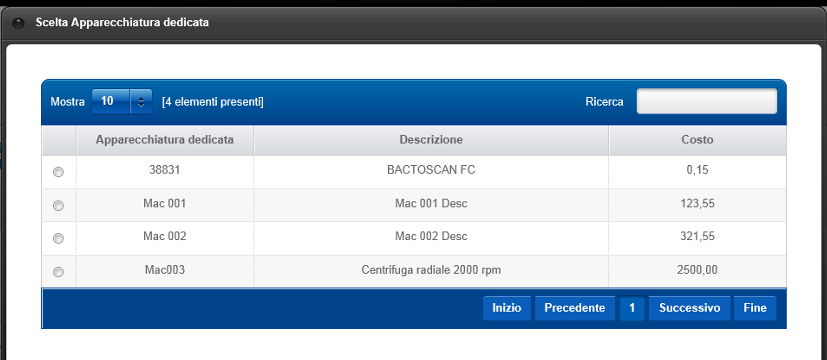 Scelta Apparecchiatura dedicata
Mostra 10 [4 elementi presenti] Ricerca
Apparecchiatura dedicata Descrizione Costo
38831 BACTOSCAN FC 0,15
Mac 001 Mac 001 Desc 123,55
Mac 002 Mac 002 Desc 321,55
Mac003 Centrifuga radiale 2000 rpm 2500,00
Inizio Precedente 1 Successivo Fine